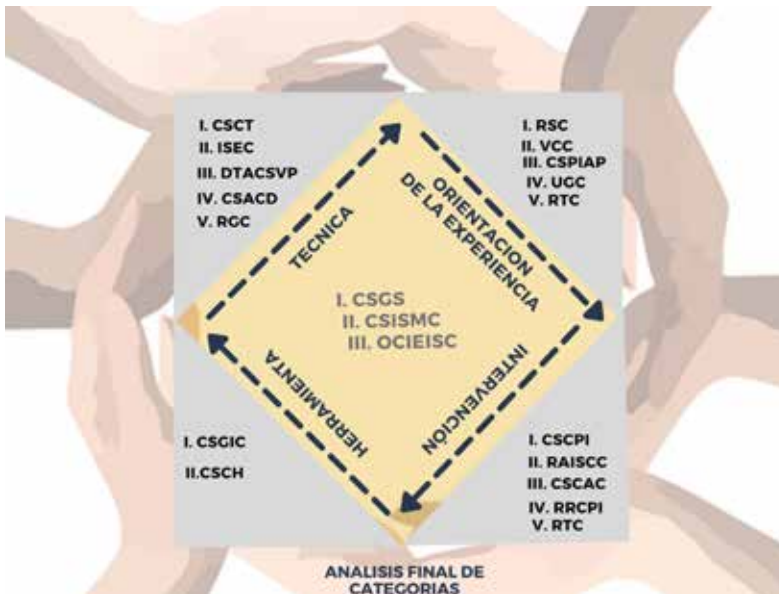 I. CSCT
II. ISEC
III. DTACSVP
IV. CSACD
V. RGC
I. RSC
II. VCC
III. CSPIAP
IV. UGC
V. RTC
TECNICA
ORIENTACION
DE LA EXPERIENCIA
I. CSGS
II. CSISMC
III. OCIEISC
HERRAMIENTA
INTERVENCIÓN
I. CSGIC
II.CSCH
I. CSCPI
II. RAISCC
III. CSCAC
IV. RRCPI
V. RTC
ANALISIS FINAL DE
CATEGORIAS